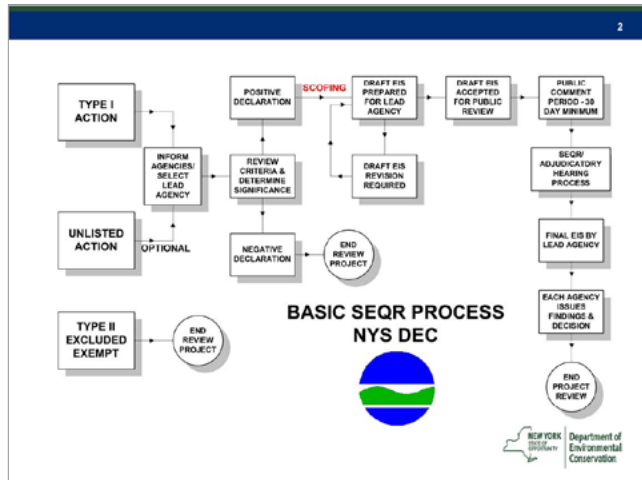 2
TYPE I
ACTION
UNLISTED
ACTION
OPTIONAL
TYPE II
EXCLUDED
EXEMPT
END
REVIEW
PROJECT
INFORM
AGENCIES/
SELECT
LEAD
AGENCY
REVIEW
CRITERIA &
DETERMINE
SIGNIFICANCE
POSITIVE
DECLARATION
NEGATIVE
DECLARATION
END
REVIEW
PROJECT
SCOPING
DRAFT EIS
PREPARED
FOR LEAD
AGENCY
DRAFT EIS
REVISION
REQUIRED
DRAFT EIS
ACCEPTED
FOR PUBLIC
REVIEW
PUBLIC
COMMENT
PERIOD - 30
DAY MINIMUM
SEQR/
ADJUDICATORY
HEARING
PROCESS
FINAL EIS BY
LEAD AGENCY
EACH AGENCY
ISSUES
FINDINGS &
DECISION
END
PROJECT
REVIEW
BASIC SEQR PROCESS
NYS DEC
NEW YORK
STATE OF
OPPORTUNITY
Department of
Environmental
Conservation